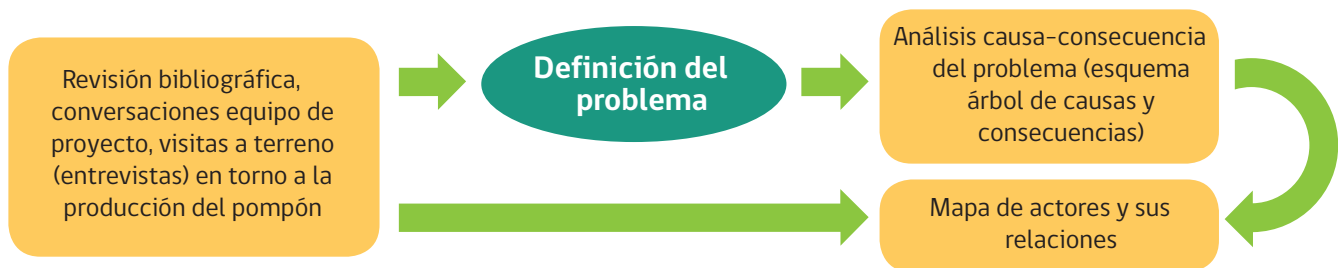 Revisión bibliográfica,
conversaciones equipo de
proyecto, visitas a terreno
(entrevistas) en torno a la
producción del pompón
Definición del
problema
Análisis causa-consecuencia
del problema (esquema
árbol de causas y
consecuencias)
Mapa de actores y sus
relaciones